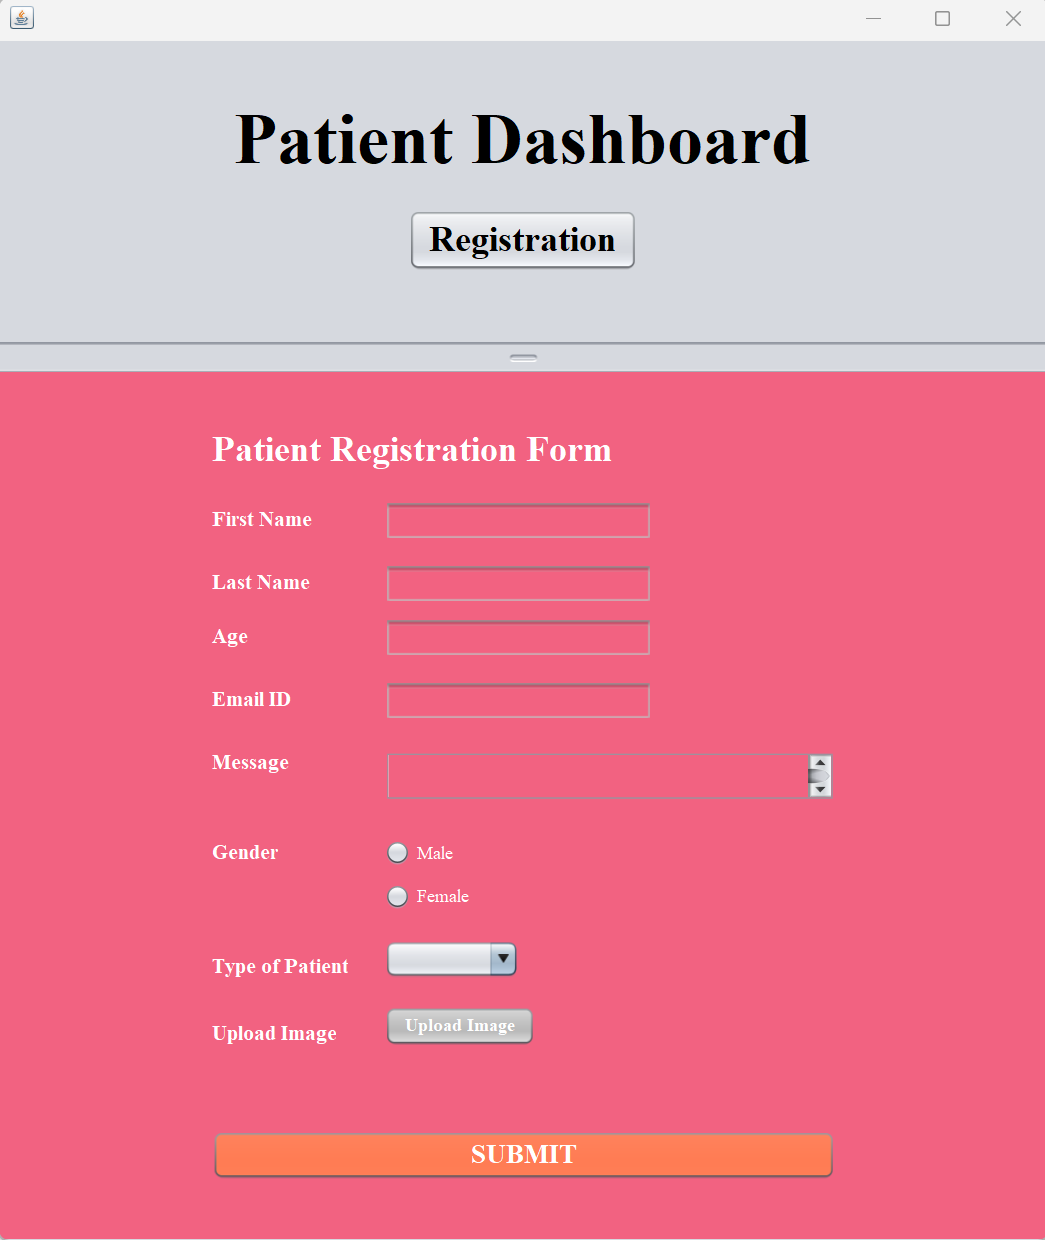 Patient Dashboard
Registration
Patient Registration Form
First Name
Last Name
Age
Email ID
Message
Gender
Male
Female
Type of Patient
Upload Image
Upload Image
SUBMIT